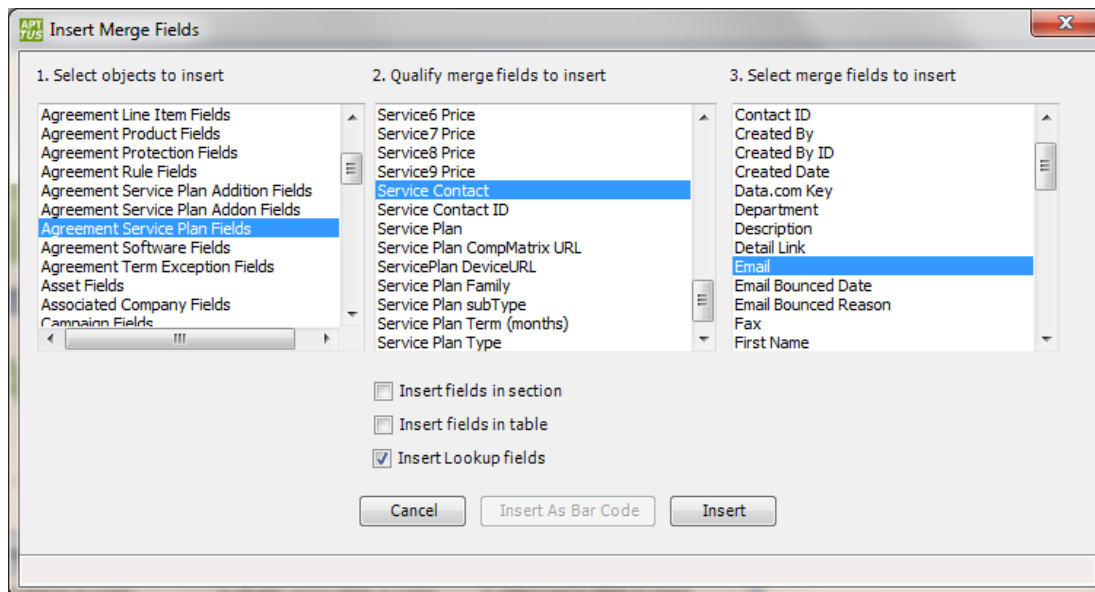 APT
TUS
Insert Merge Fields
1. Select objects to insert
2. Qualify merge fields to insert
3. Select merge fields to insert
Agreement Line Item Fields
Agreement Product Fields
Agreement Protection Fields
Agreement Rule Fields
Agreement Service Plan Addition Fields
Agreement Service Plan Addon Fields
Agreement Service Plan Fields
Agreement Software Fields
Agreement Term Exception Fields
Asset Fields
Associated Company Fields
Campaign Fields
Service6 Price
Service7 Price
Service8 Price
Service9 Price
Service Contact
Service Contact ID
Service Plan
Service Plan CompMatrix URL
ServicePlan DeviceURL
Service Plan Family
Service Plan subType
Service Plan Term (months)
Service Plan Type
Contact ID
Created By
Created By ID
Created Date
Data.com Key
Department
Description
Detail Link
Email
Email Bounced Date
Email Bounced Reason
Fax
First Name
Insert fields in section
Insert fields in table
Insert Lookup fields
Cancel
Insert As Bar Code
Insert